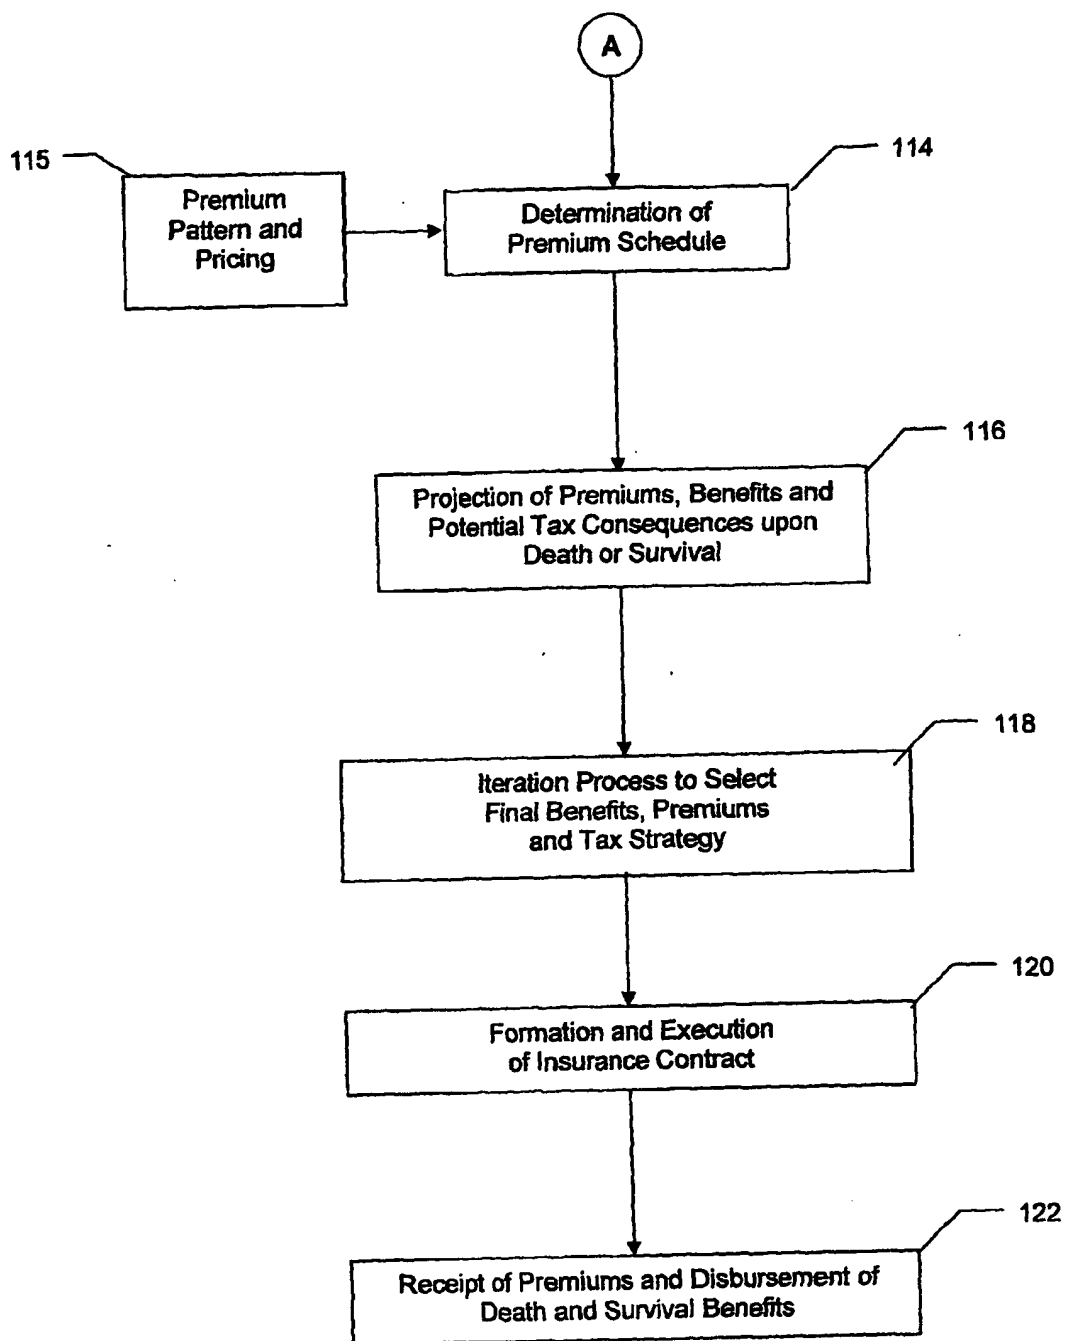 A
115
114
Premium
Pattern and
Pricing
Determination of
Premium Schedule
116
Projection of Premiums, Benefits and
Potential Tax Consequences upon
Death or Survival
118
Iteration Process to Select
Final Benefits, Premiums
and Tax Strategy
120
Formation and Execution
of Insurance Contract
122
Receipt of Premiums and Disbursement of
Death and Survival Benefits